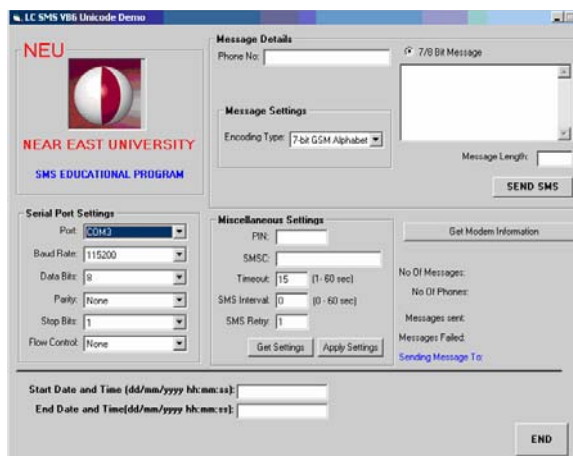 LC SMS VB6 Unicode Demo
NEU
NEAR EAST UNIVERSITY
SMS EDUCATIONAL PROGRAM
Message Details
Phone No:
7/8 Bit Message
Message Settings
Encoding Type: 7-bit GSM Alphabet
Message Length:
SEND SMS
Serial Port Settings
Port: COM3
Baud Rate: 115200
Data Bits: 8
Parity: None
Stop Bits: 1
Flow Control: None
Miscellaneous Settings
PIN:
SMSC:
Timeout: 15 (1- 60 sec)
SMS Interval: 0 (0 - 60 sec)
SMS Retry: 1
Get Settings Apply Settings
Get Modem Information
No Of Messages:
No Of Phones:
Messages sent:
Messages Failed:
Sending Message To:
Start Date and Time (dd/mm/yyyy hh:mm:ss):
End Date and Time(dd/mm/yyyy hh:mm:ss):
END